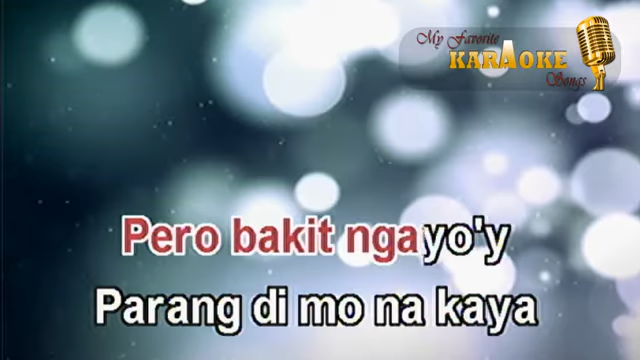 My Favorite
KARAOKE
Songs
Pero bakit ngayo'y
Parang di mo na kaya